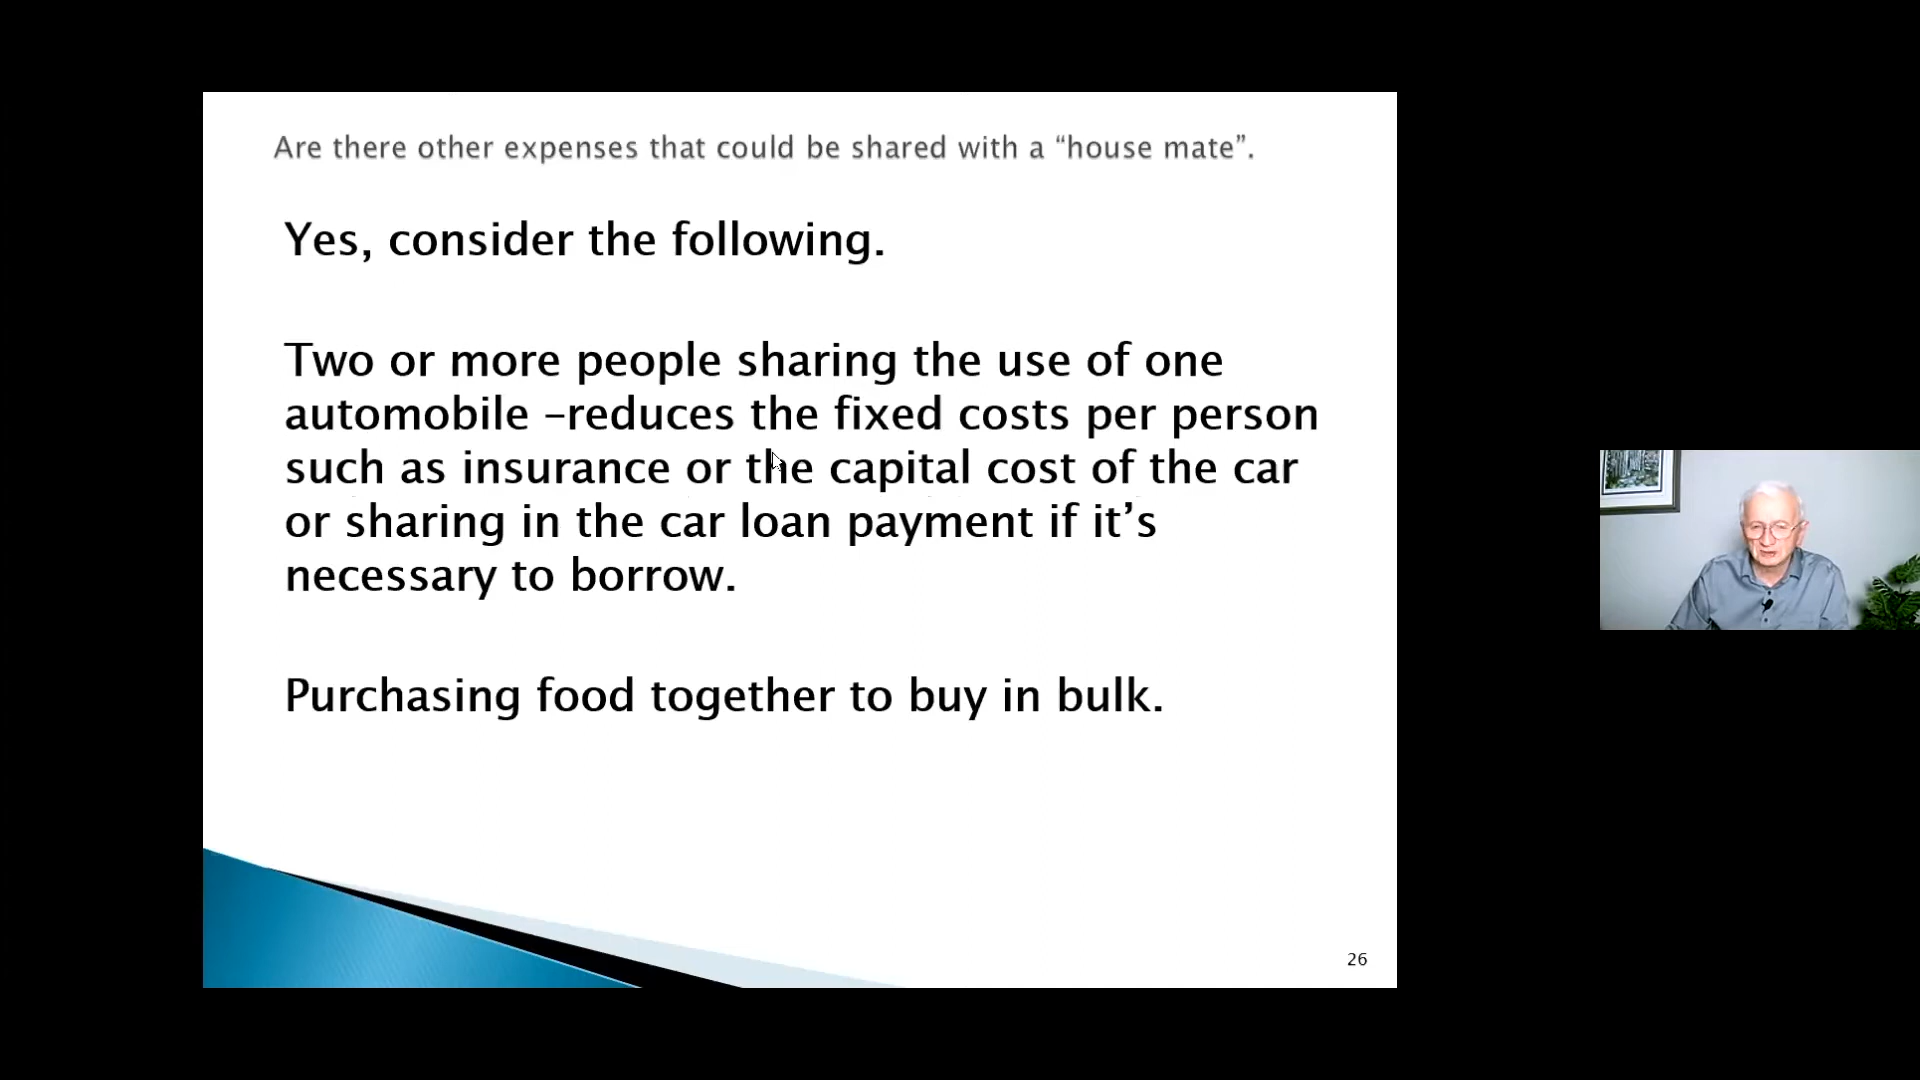 Are there other expenses that could be shared with a “house mate”.
Yes, consider the following.
Two or more people sharing the use of one
automobile –reduces the fixed costs per person
such as insurance or the capital cost of the car
or sharing in the car loan payment if it’s
necessary to borrow.
Purchasing food together to buy in bulk.
26